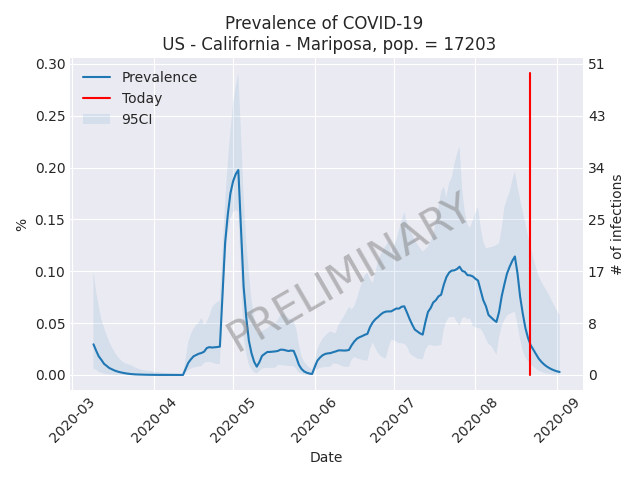 Prevalence of COVID-19
US - California - Mariposa, pop. = 17203
0.30
0.25
0.20
0.15
0.10
0.05
0.00
%
Prevalence
Today
95CI
PRELIMINARY
51
43
34
25
17
8
0
# of infections
2020-03
2020-04
2020-05
2020-06
2020-07
2020-08
2020-09
Date